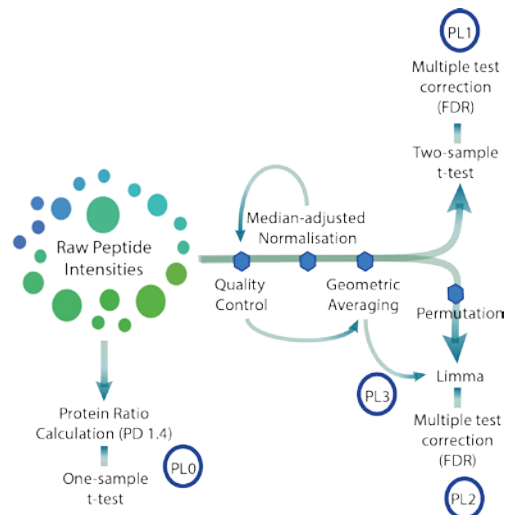 PL1
Multiple test
correction
(FDR)
Two-sample
t-test
Raw Peptide
Intensities
Median-adjusted
Normalisation
Quality
Control
Geometric
Averaging
Permutation
Limma
PL3
Multiple test
correction
(FDR)
PL2
Protein Ratio
Calculation (PD 1.4)
PL0
One-sample
t-test